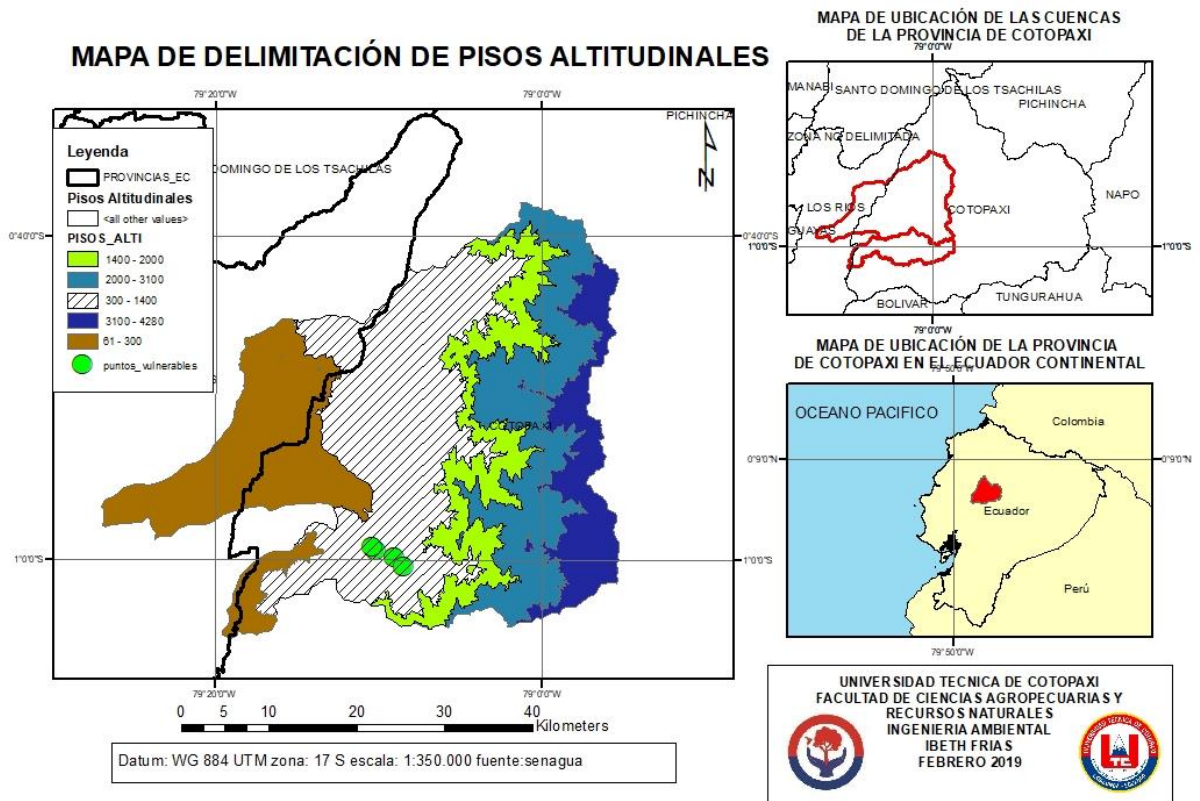 MAPA DE DELIMITACIÓN DE PISOS ALTITUDINALES
79°20'0"W
79°0'0"W
PICHINCHA
N
Leyenda
PROVINCIAS_EC
Pisos Altitudinales
<all other values>
PISOS_ALTI
1400 - 2000
2000 - 3100
300 - 1400
3100 - 4280
61 - 300
puntos_vulnerables
DOMINGO DE LOS TSACHILAS
COTOPAXI
0°40'0"S
0°40'0"S
1°0'0"S
1°0'0"S
79°20'0"W
79°0'0"W
0 5 10 20 30 40
Kilometers
Datum: WG 884 UTM zona: 17 S escala: 1:350.000 fuente:senagua
MAPA DE UBICACIÓN DE LAS CUENCAS
DE LA PROVINCIA DE COTOPAXI
79°0'0"W
MANABI
SANTO DOMINGO DE LOS TSACHILAS
PICHINCHA
ZONA NO DELIMITADA
NAPO
LOS RIOS
COTOPAXI
GUAYAS
1°0'0"S
1°0'0"S
BOLIVAR
TUNGURAHUA
79°0'0"W
MAPA DE UBICACIÓN DE LA PROVINCIA
DE COTOPAXI EN EL ECUADOR CONTINENTAL
79°50'0"W
OCEANO PACIFICO
Colombia
0°9'0"N
0°9'0"N
Ecuador
Perú
79°50'0"W
UNIVERSIDAD TECNICA DE COTOPAXI
FACULTAD DE CIENCIAS AGROPECUARIAS Y
RECURSOS NATURALES
INGENIERIA AMBIENTAL
IBETH FRIAS
FEBRERO 2019
UNIVERSIDAD TÉCNICA DE COTOPAXI
UTC